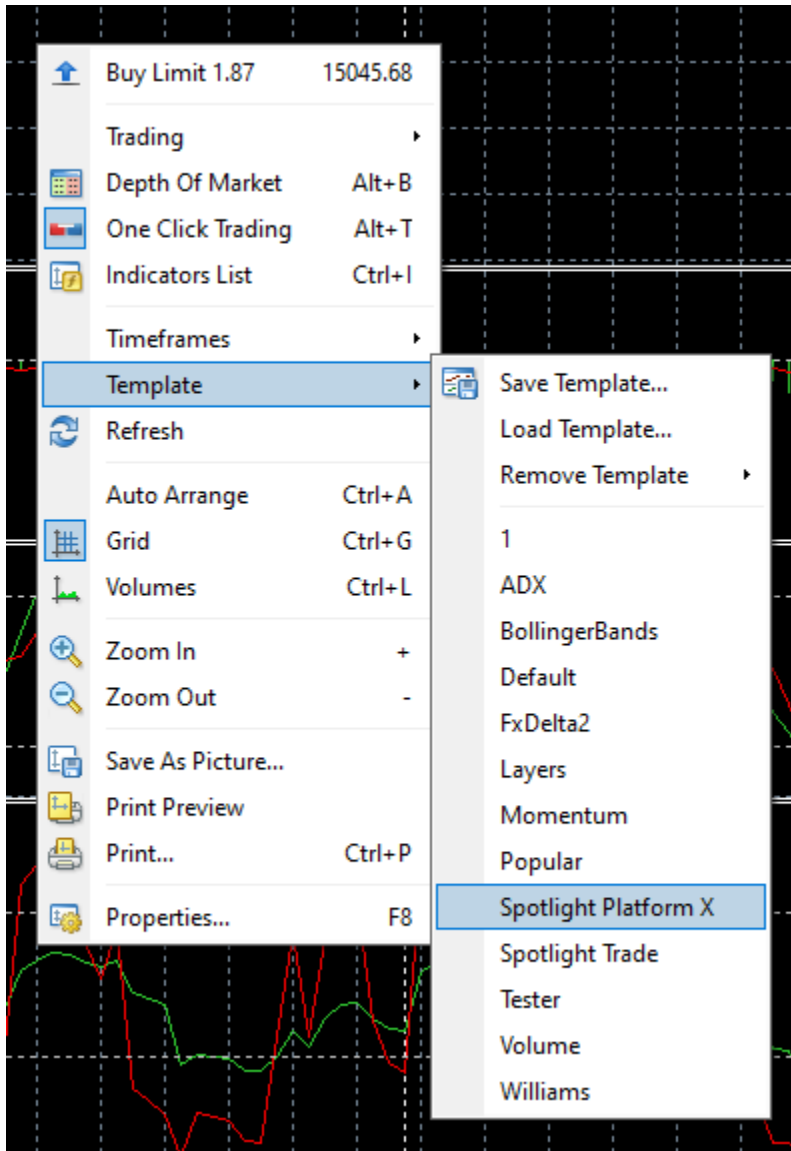 Buy Limit 1.87 15045.68
Trading
Depth Of Market Alt+B
One Click Trading Alt+T
Indicators List Ctrl+I
Timeframes
Template
Refresh
Auto Arrange Ctrl+A
Grid Ctrl+G
Volumes Ctrl+L
Zoom In +
Zoom Out -
Save As Picture...
Print Preview
Print... Ctrl+P
Properties... F8
Save Template...
Load Template...
Remove Template
1
ADX
BollingerBands
Default
FxDelta2
Layers
Momentum
Popular
Spotlight Platform X
Spotlight Trade
Tester
Volume
Williams